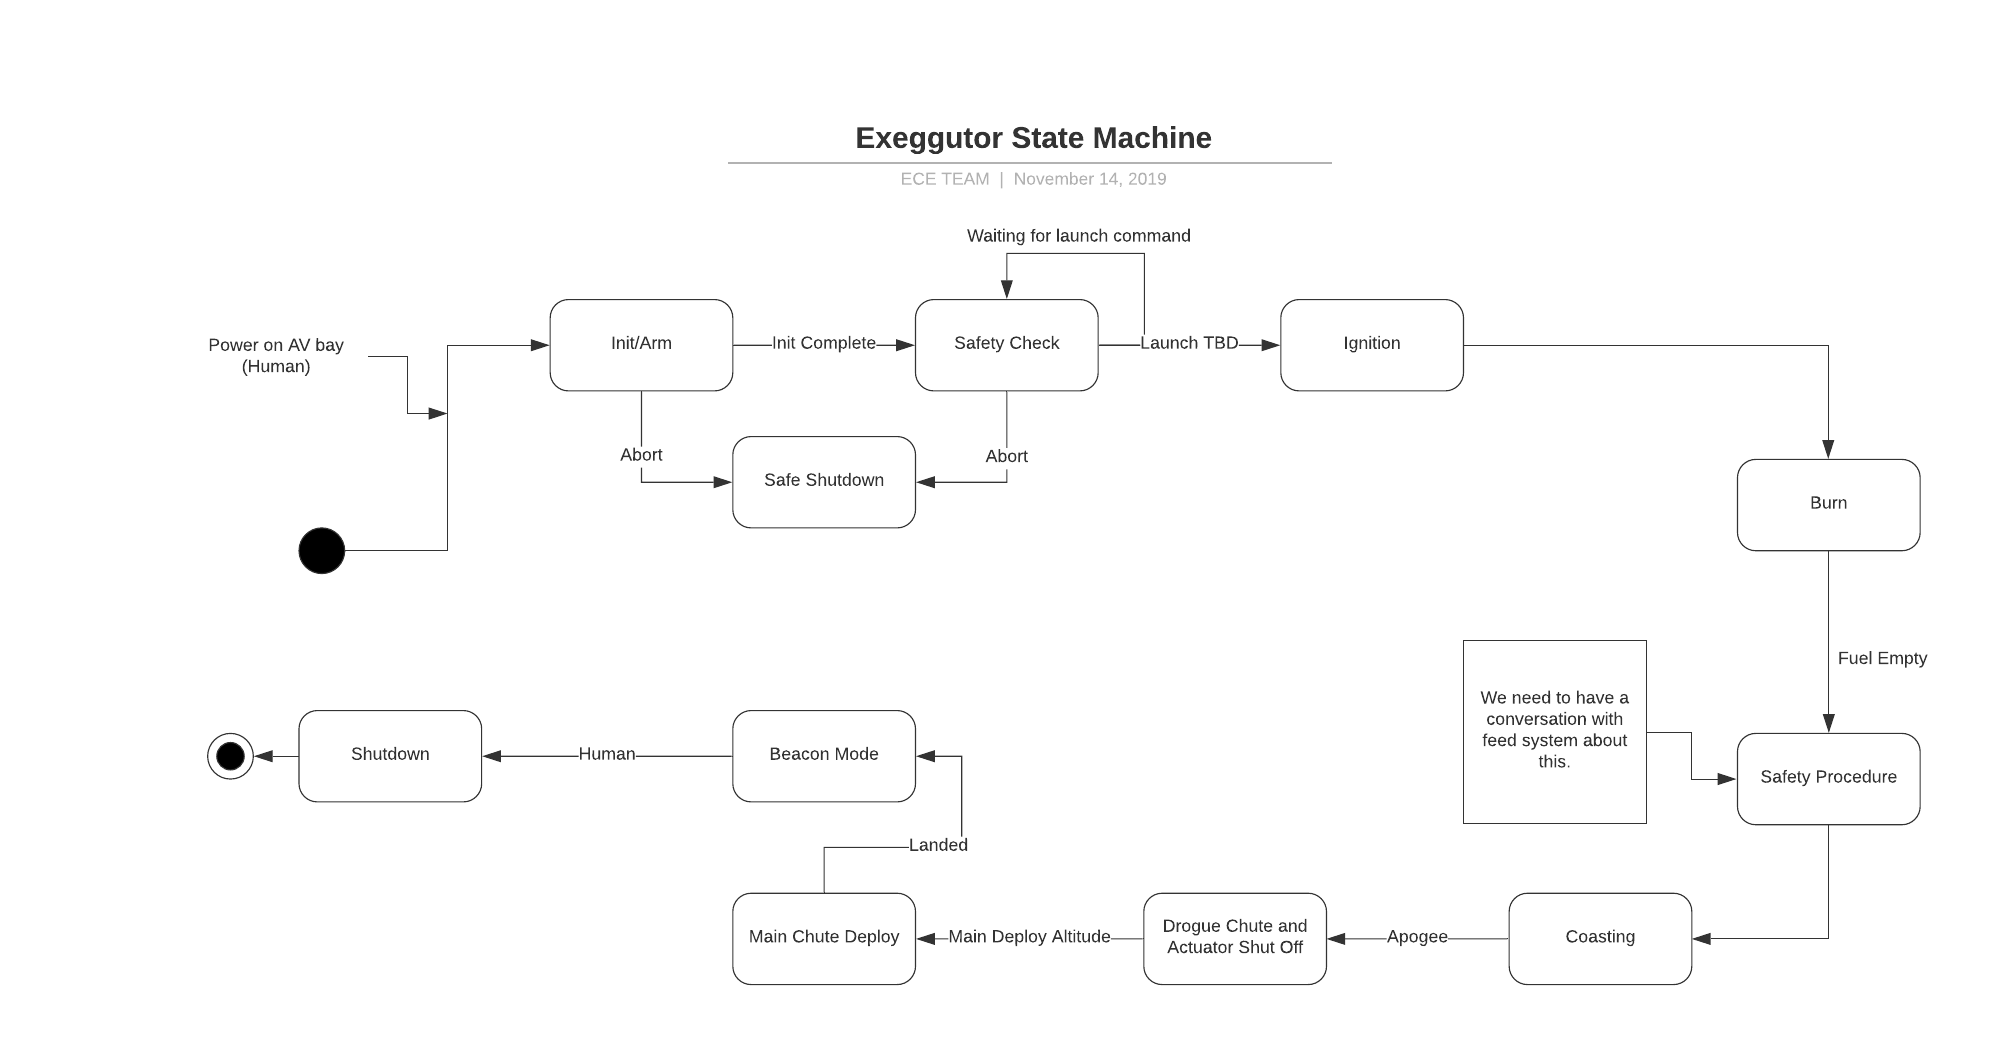 Exeggutor State Machine
ECE TEAM | November 14, 2019
Waiting for launch command
Power on AV bay
(Human)
Init/Arm
Init Complete
Safety Check
Launch TBD
Ignition
Abort
Abort
Safe Shutdown
Burn
Fuel Empty
We need to have a
conversation with
feed system about
this.
Safety Procedure
Shutdown
Human
Beacon Mode
Landed
Main Chute Deploy
Main Deploy Altitude
Drogue Chute and
Actuator Shut Off
Apogee
Coasting